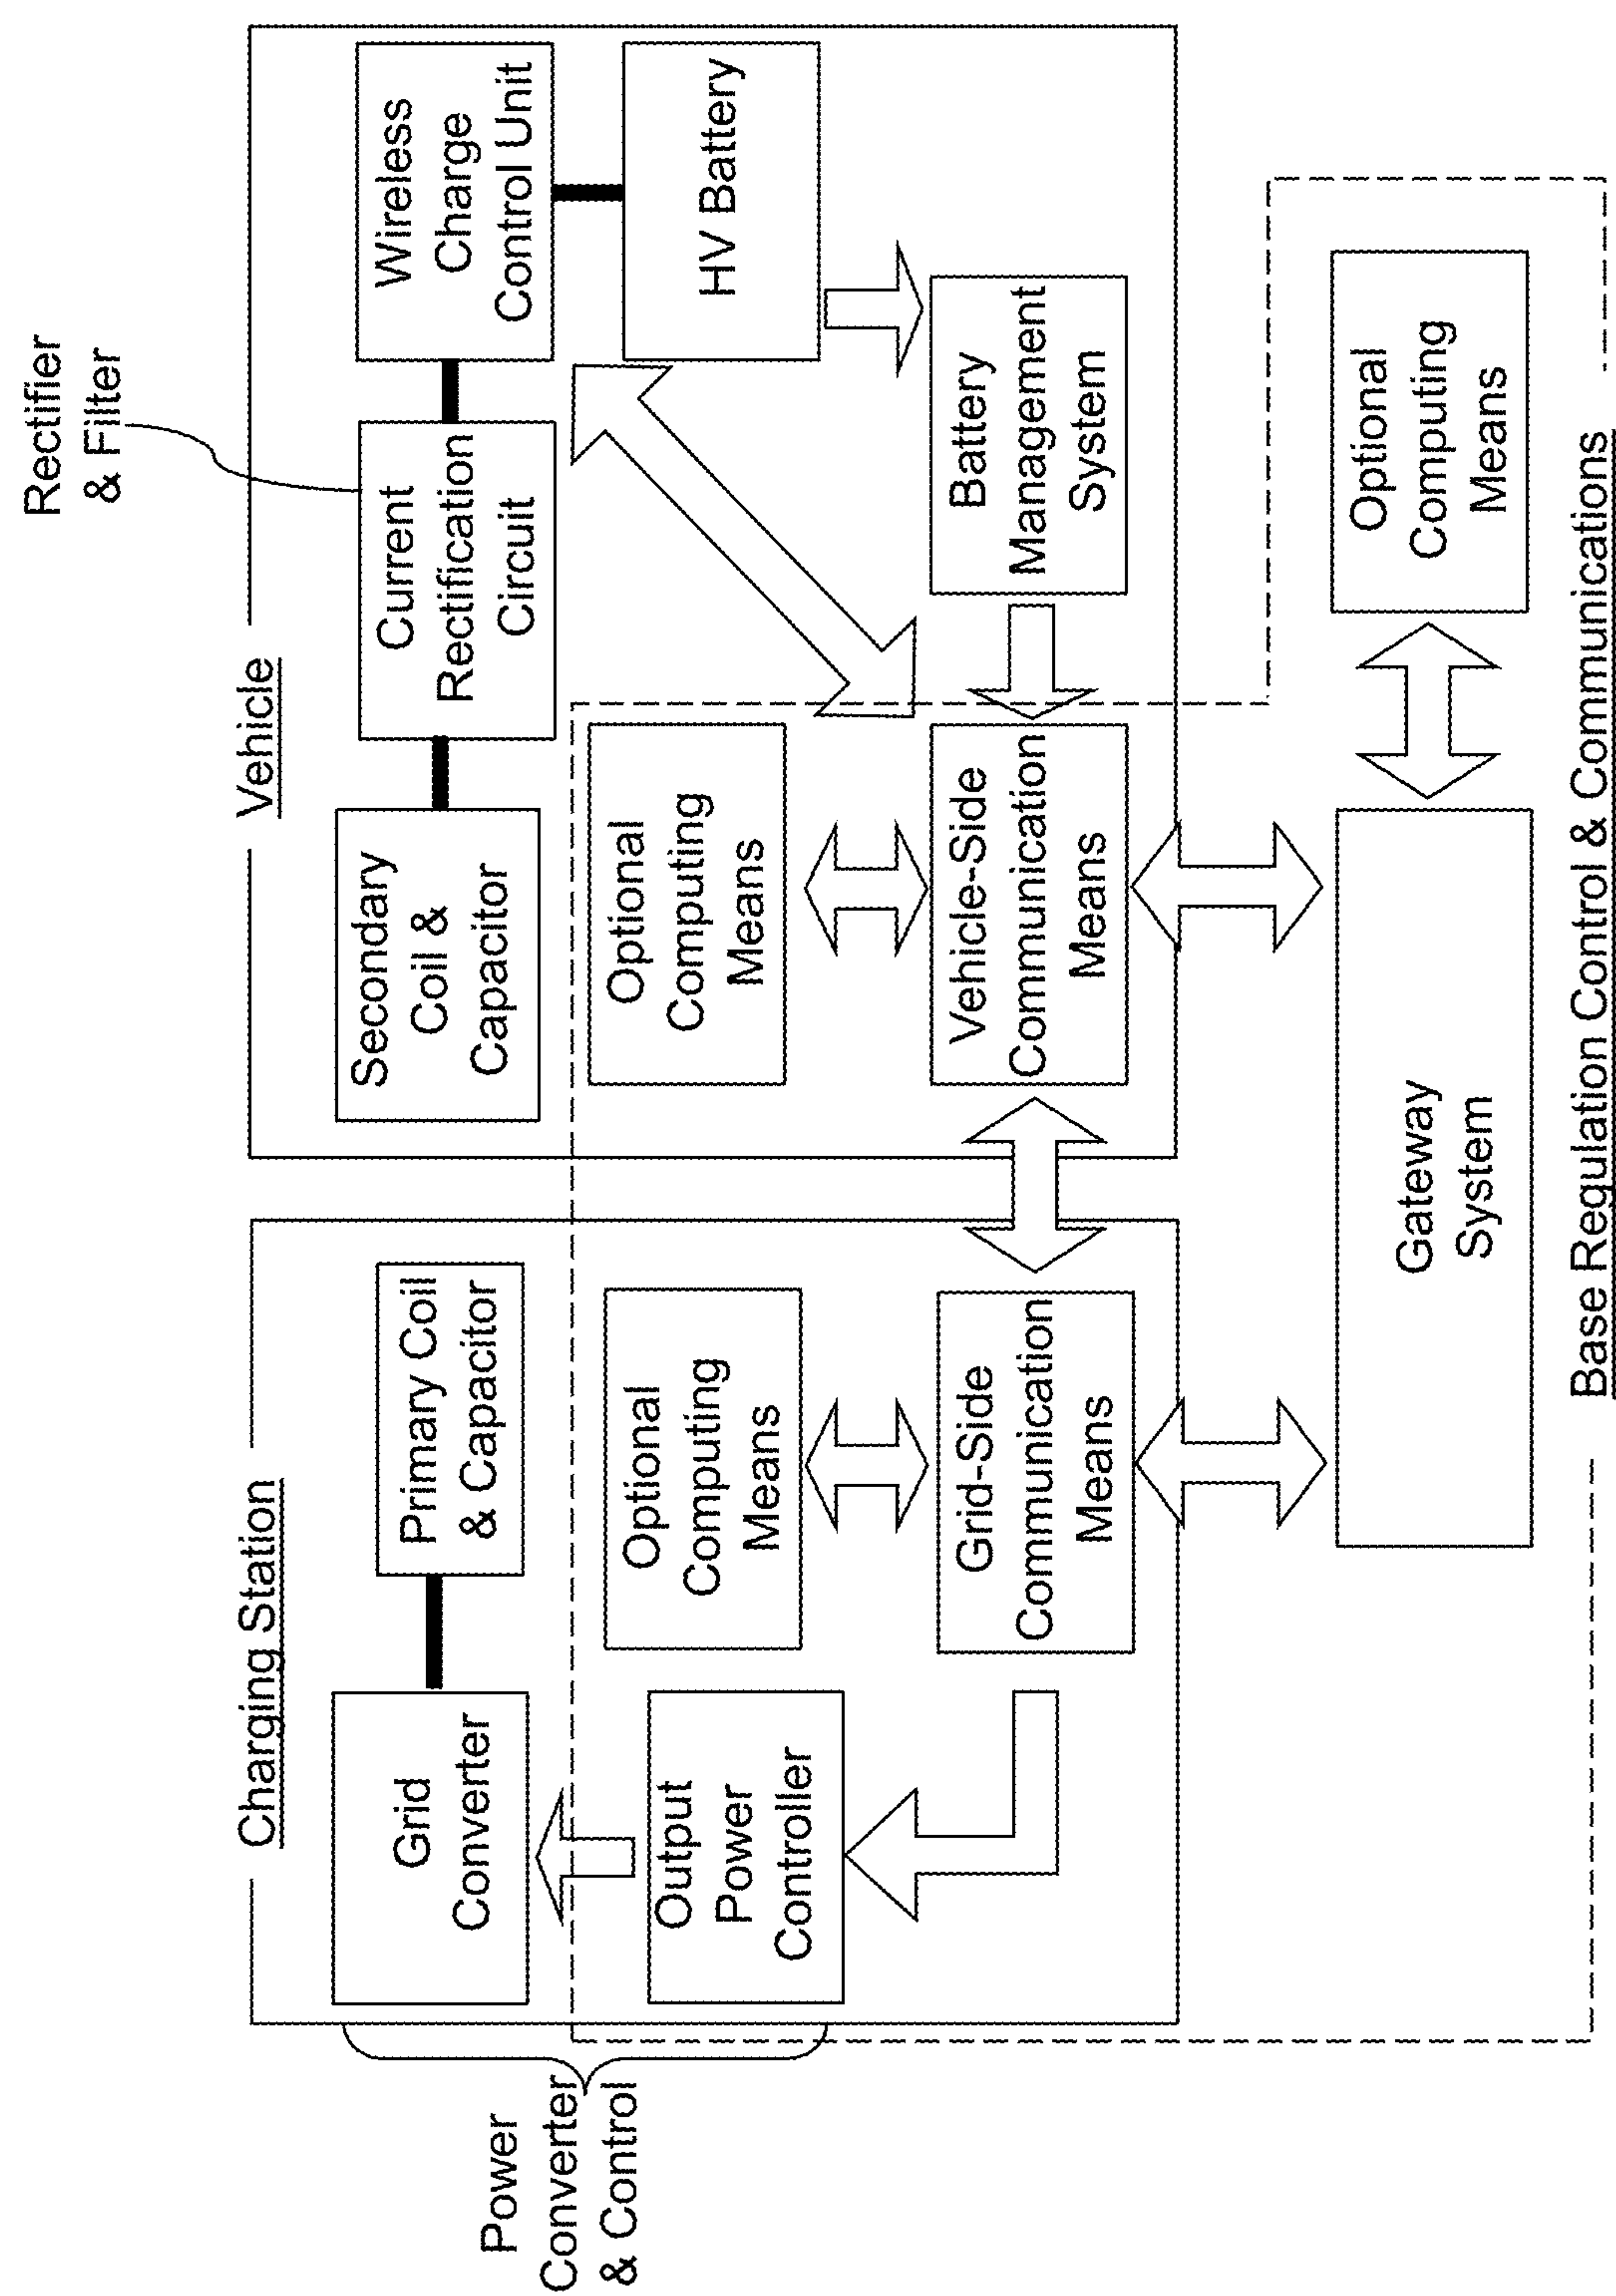 Charging Station
Vehicle
Rectifier
& Filter
Power
Converter
& Control
Grid
Converter
Primary Coil
& Capacitor
Secondary
Coil &
Capacitor
Current
Rectification
Circuit
Wireless
Charge
Control Unit
Output
Power
Controller
Optional
Computing
Means
Optional
Computing
Means
HV Battery
Grid-Side
Communication
Means
Vehicle-Side
Communication
Means
Battery
Management
System
Gateway
System
Optional
Computing
Means
Base Regulation Control & Communications